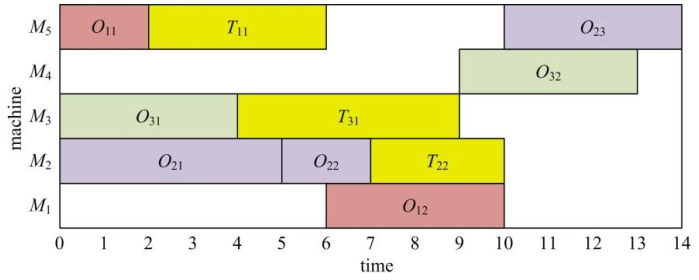 machine
M₅ O₁₁ T₁₁ O₂₃
M₄ O₃₂
M₃ O₃₁ T₃₁
M₂ O₂₁ O₂₂ T₂₂
M₁ O₁₂
0 1 2 3 4 5 6 7 8 9 10 11 12 13 14
time